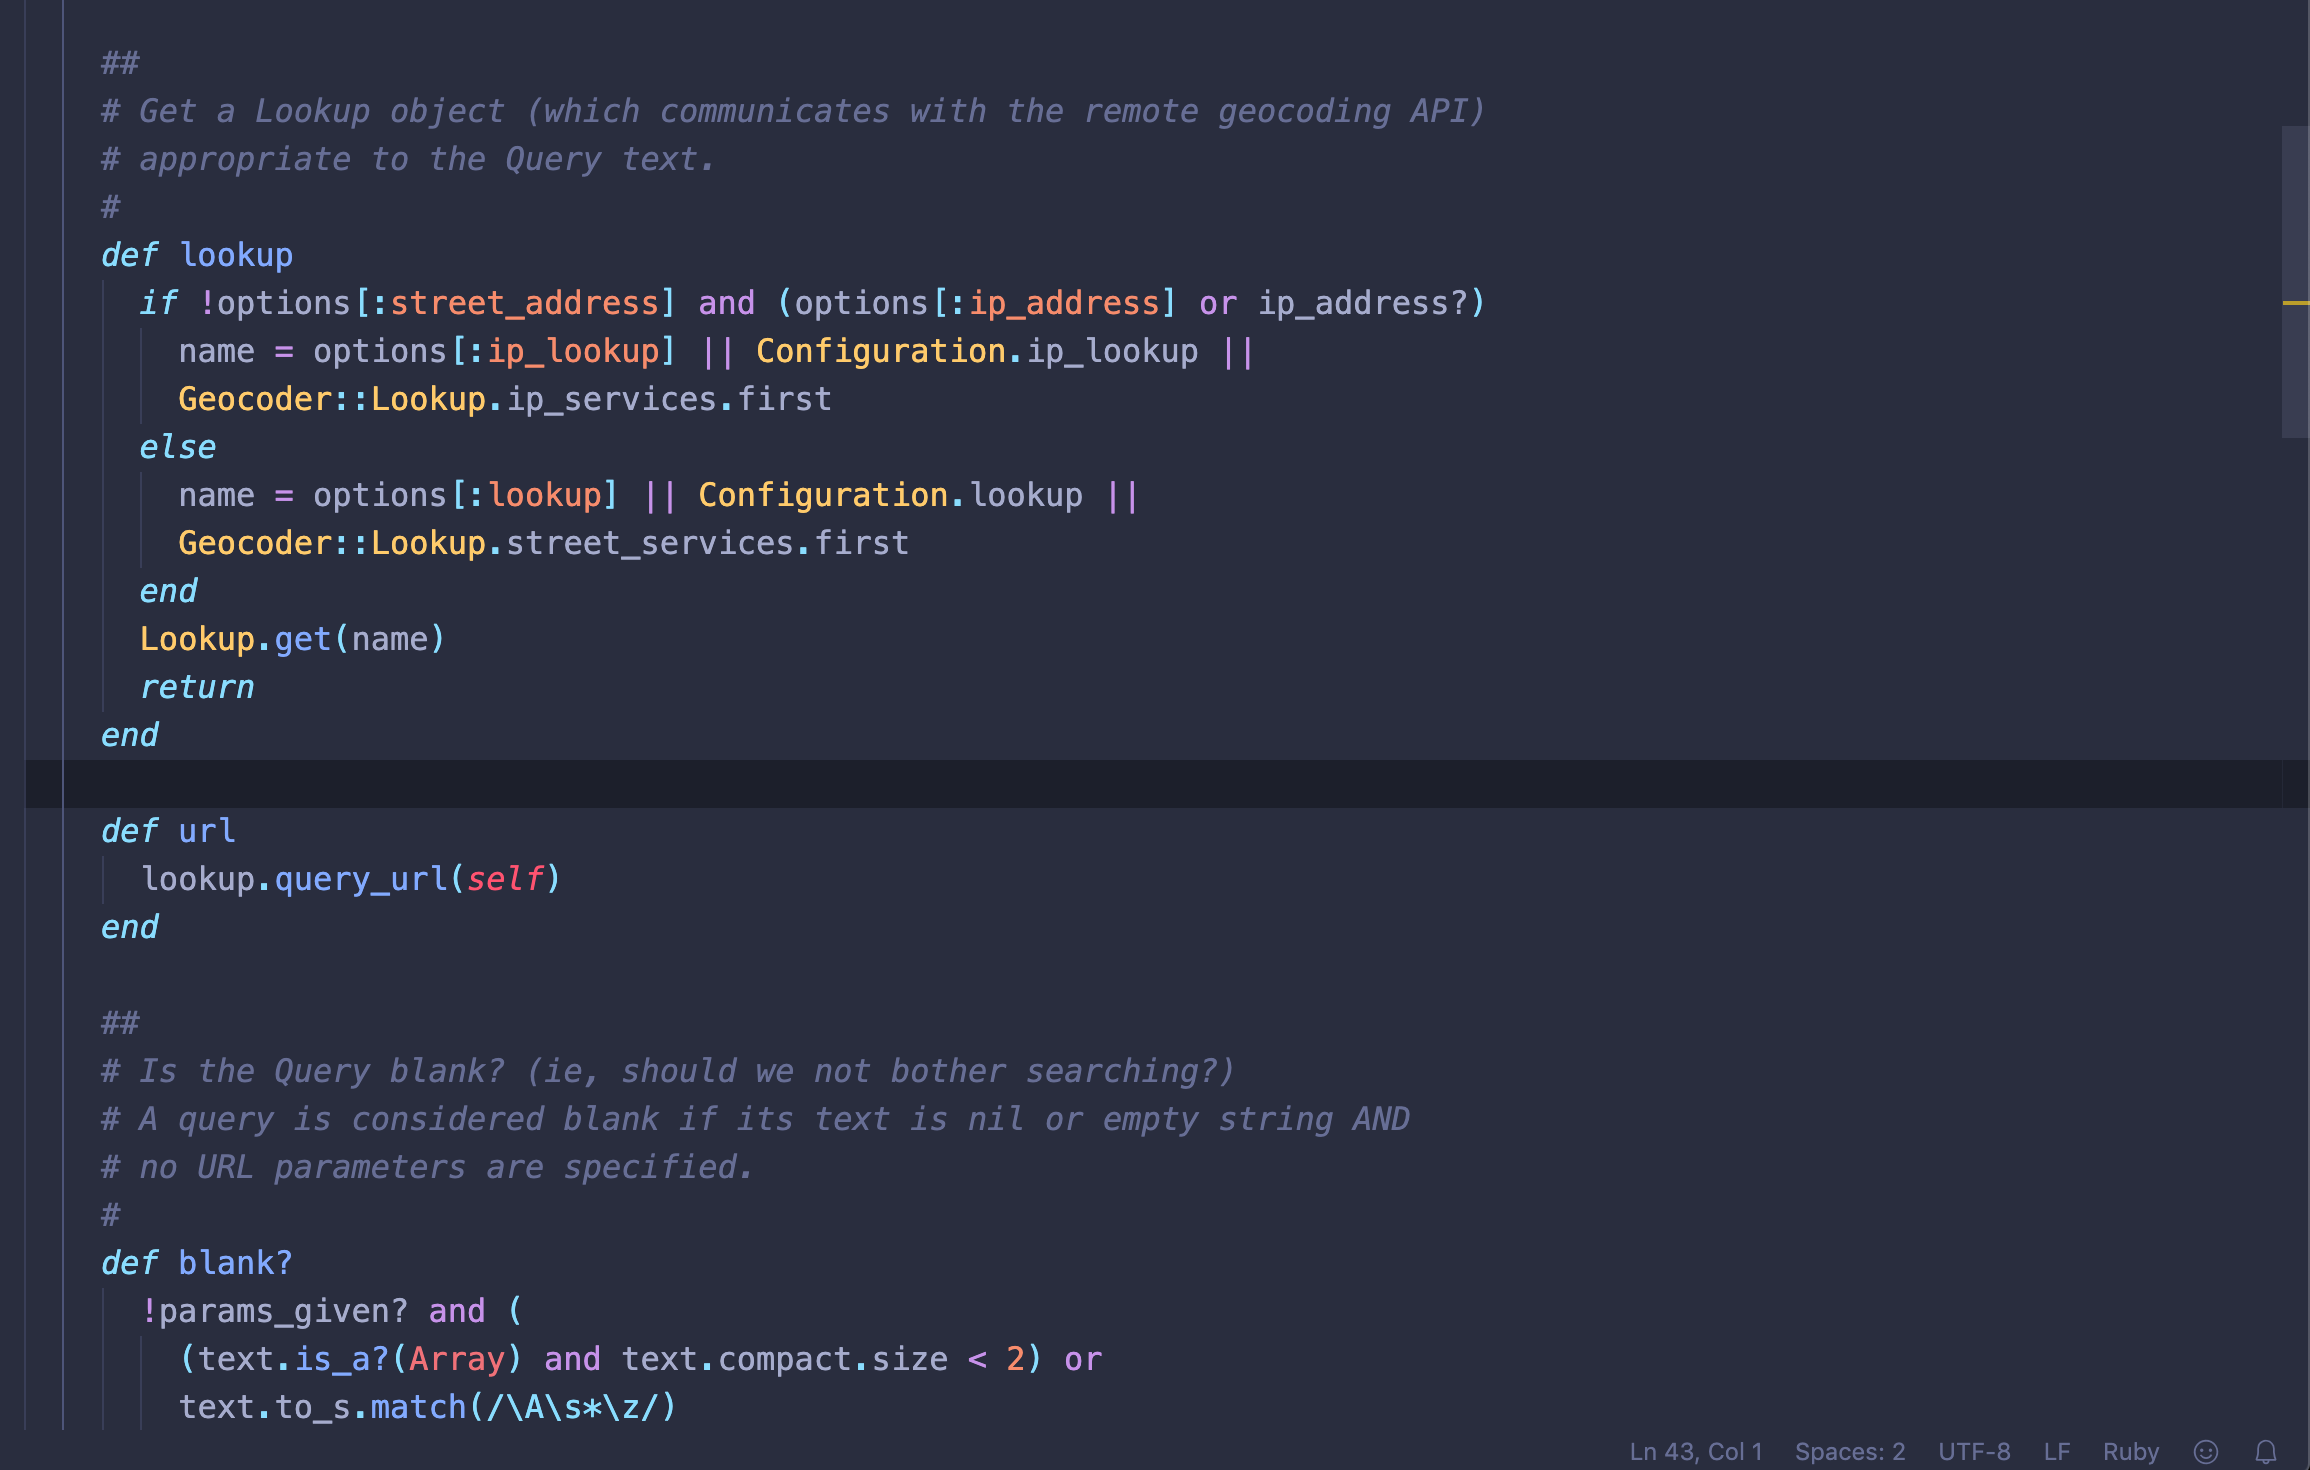 ##
# Get a Lookup object (which communicates with the remote geocoding API)
# appropriate to the Query text.
#
def lookup
  if !options[:street_address] and (options[:ip_address] or ip_address?)
    name = options[:ip_lookup] || Configuration.ip_lookup ||
    Geocoder::Lookup.ip_services.first
  else
    name = options[:lookup] || Configuration.lookup ||
    Geocoder::Lookup.street_services.first
  end
  Lookup.get(name)
  return
end

def url
  lookup.query_url(self)
end

##
# Is the Query blank? (ie, should we not bother searching?)
# A query is considered blank if its text is nil or empty string AND
# no URL parameters are specified.
#
def blank?
  !params_given? and (
    (text.is_a?(Array) and text.compact.size < 2) or
    text.to_s.match(/\A\s*\z/)
Ln 43, Col 1 Spaces: 2 UTF-8 LF Ruby